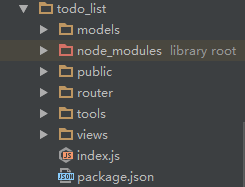 todo_list
models
node_modules library root
public
router
tools
views
index.js
package.json